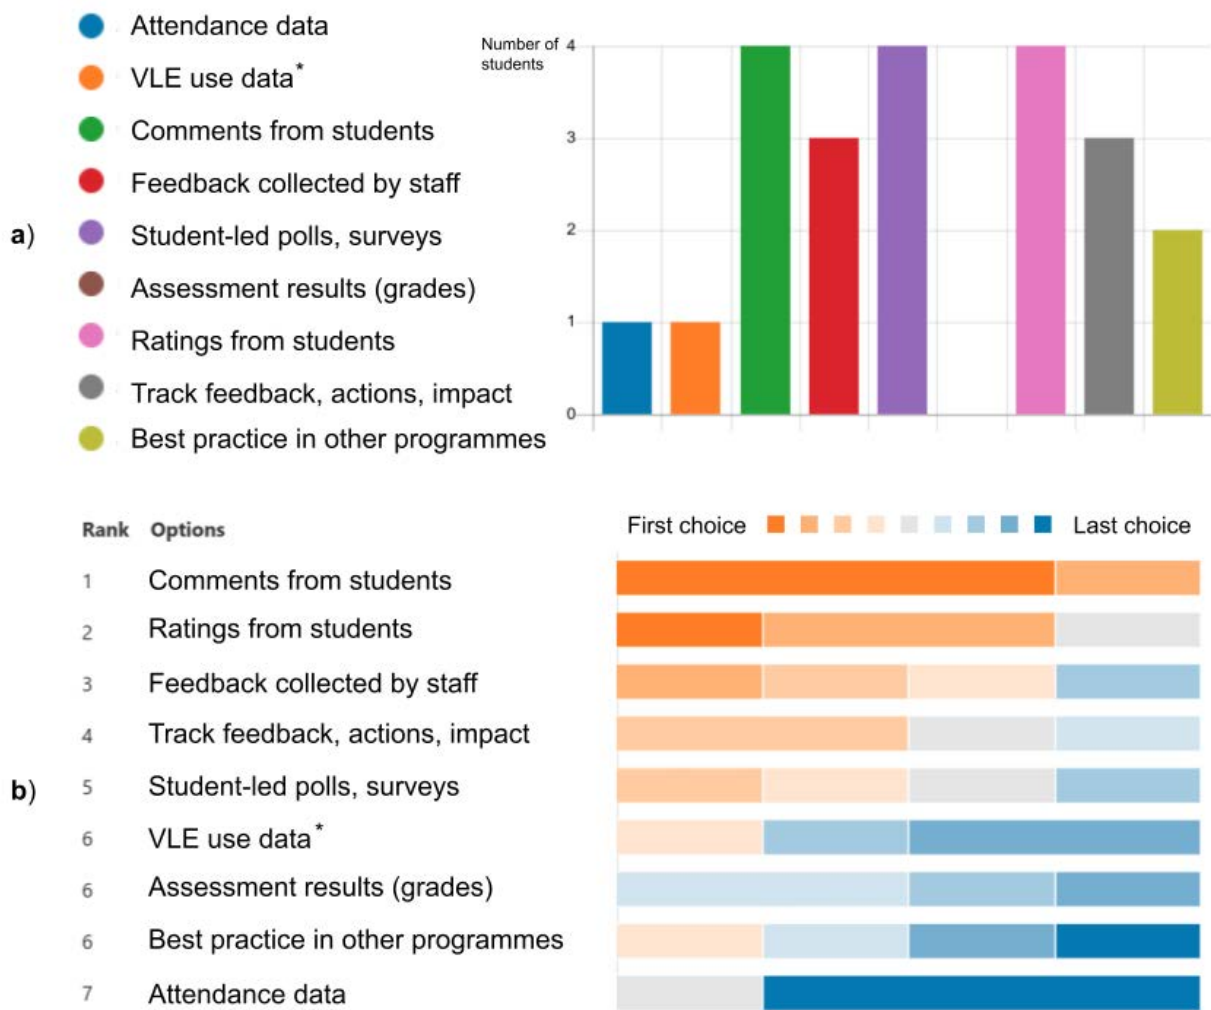 Attendance data
VLE use data*
Comments from students
Feedback collected by staff
a)
Student-led polls, surveys
Assessment results (grades)
Ratings from students
Track feedback, actions, impact
Best practice in other programmes
Number of
students
4
3
2
1
0
Rank Options
First choice Last choice
1 Comments from students
2 Ratings from students
3 Feedback collected by staff
4 Track feedback, actions, impact
b)
5 Student-led polls, surveys
6 VLE use data*
6 Assessment results (grades)
6 Best practice in other programmes
7 Attendance data